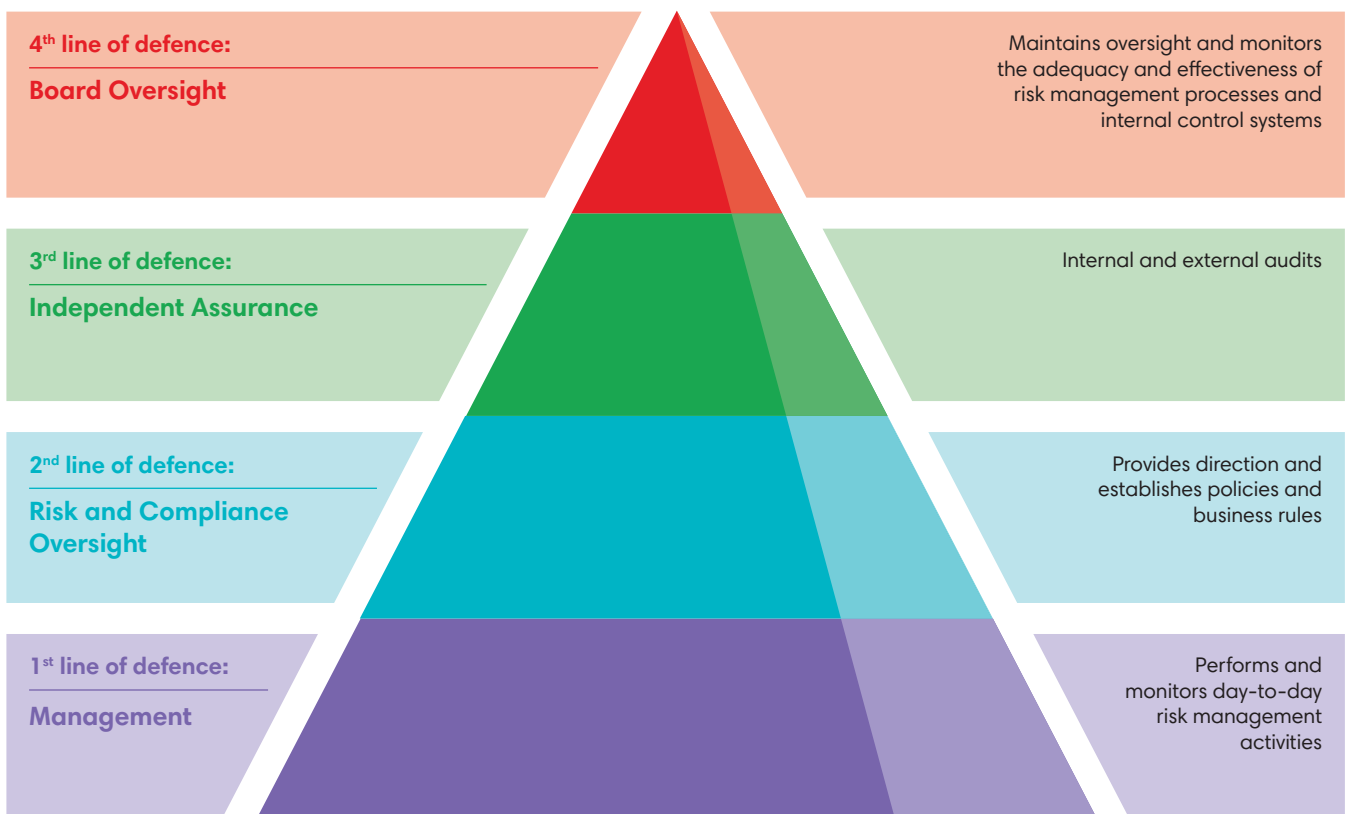 4th line of defence:
Board Oversight
Maintains oversight and monitors
the adequacy and effectiveness of
risk management processes and
internal control systems
3rd line of defence:
Independent Assurance
Internal and external audits
2nd line of defence:
Risk and Compliance
Oversight
Provides direction and
establishes policies and
business rules
1st line of defence:
Management
Performs and
monitors day-to-day
risk management
activities